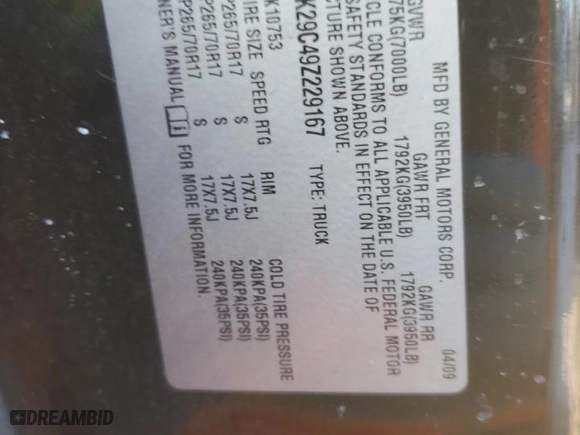 MFD BY GENERAL MOTORS CORP. 04/09
GVWR GAWR FRT GAWR RR
75KG(7000LB) 1792KG(3950LB) 1792KG(3950LB)
CLE CONFORMS TO ALL APPLICABLE U.S. FEDERAL MOTOR
SAFETY STANDARDS IN EFFECT ON THE DATE OF
CTURE SHOWN ABOVE.
K29C49Z229167 TYPE: TRUCK
K10753
IRE SIZE SPEED RTG RIM COLD TIRE PRESSURE
P265/70R17 S 17X7.5J 240KPA(35PSI)
P265/70R17 S 17X7.5J 240KPA(35PSI)
P265/70R17 S 17X7.5J 240KPA(35PSI)
NER'S MANUAL FOR MORE INFORMATION.
DREAMBID